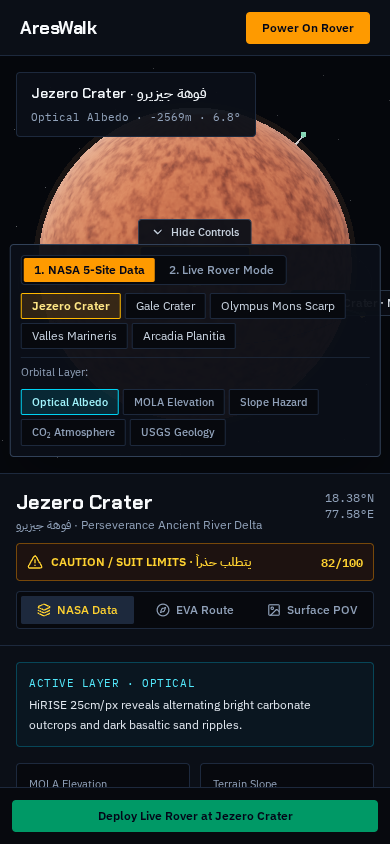 AresWalk
Power On Rover
Jezero Crater · فوهة جيزيرو
Optical Albedo · -2569m · 6.8°
Hide Controls
1. NASA 5-Site Data
2. Live Rover Mode
Jezero Crater
Gale Crater
Olympus Mons Scarp
Valles Marineris
Arcadia Planitia
Orbital Layer:
Optical Albedo
MOLA Elevation
Slope Hazard
CO₂ Atmosphere
USGS Geology
Jezero Crater
18.38°N
77.58°E
فوهة جيزيرو · Perseverance Ancient River Delta
CAUTION / SUIT LIMITS · يتطلب حذراً
82/100
NASA Data
EVA Route
Surface POV
ACTIVE LAYER · OPTICAL
HiRISE 25cm/px reveals alternating bright carbonate
outcrops and dark basaltic sand ripples.
MOLA Elevation
Terrain Slope
Deploy Live Rover at Jezero Crater